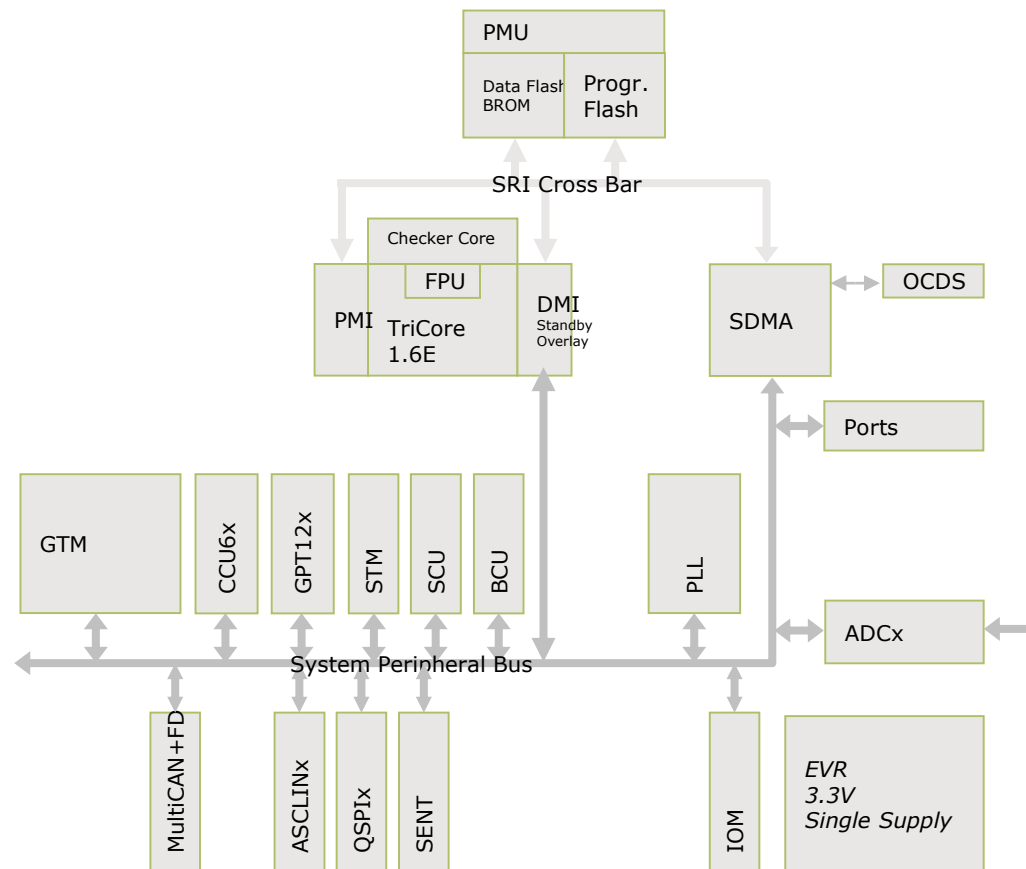 PMU
Data Flash
BROM
Progr.
Flash
SRI Cross Bar
Checker Core
FPU
PMI
TriCore
1.6E
DMI
Standby
Overlay
SDMA
OCDS
Ports
GTM
CCU6x
GPT12x
STM
SCU
BCU
PLL
ADCx
System Peripheral Bus
MultiCAN+FD
ASCLINx
QSPIx
SENT
IOM
EVR
3.3V
Single Supply